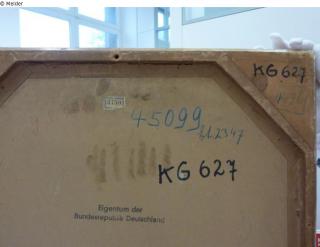 © Melder
KG 627
45099
KG 627
Eigentum der
Bundesrepublik Deutschland